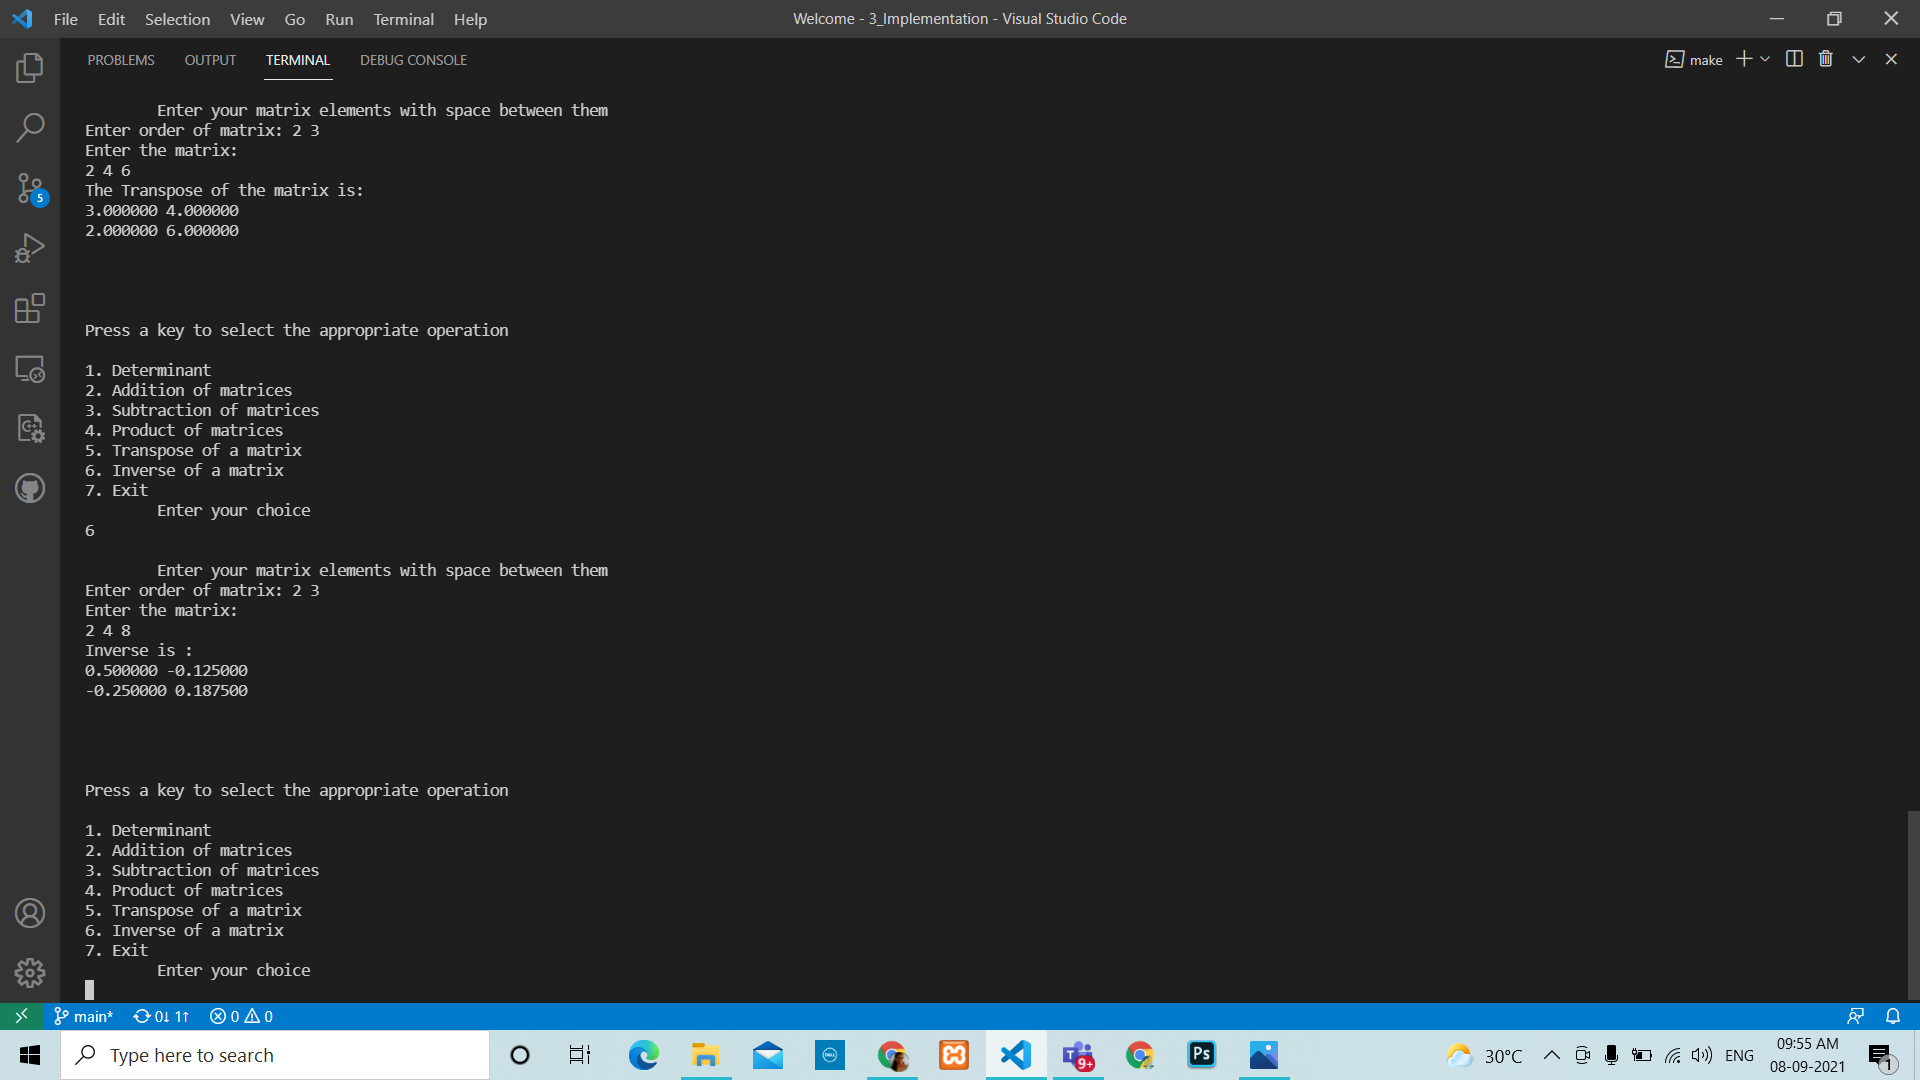 File Edit Selection View Go Run Terminal Help
Welcome - 3_Implementation - Visual Studio Code
PROBLEMS OUTPUT TERMINAL DEBUG CONSOLE
make
Enter your matrix elements with space between them
Enter order of matrix: 2 3
Enter the matrix:
2 4 6
The Transpose of the matrix is:
3.000000 4.000000
2.000000 6.000000
Press a key to select the appropriate operation
1. Determinant
2. Addition of matrices
3. Subtraction of matrices
4. Product of matrices
5. Transpose of a matrix
6. Inverse of a matrix
7. Exit
Enter your choice
6
Enter your matrix elements with space between them
Enter order of matrix: 2 3
Enter the matrix:
2 4 8
Inverse is :
0.500000 -0.125000
-0.250000 0.187500
Press a key to select the appropriate operation
1. Determinant
2. Addition of matrices
3. Subtraction of matrices
4. Product of matrices
5. Transpose of a matrix
6. Inverse of a matrix
7. Exit
Enter your choice
5
main* 0↓ 1↑ 0 0
Type here to search
DELL
T 9+
Ps
30°C
ENG
09:55 AM
08-09-2021
1